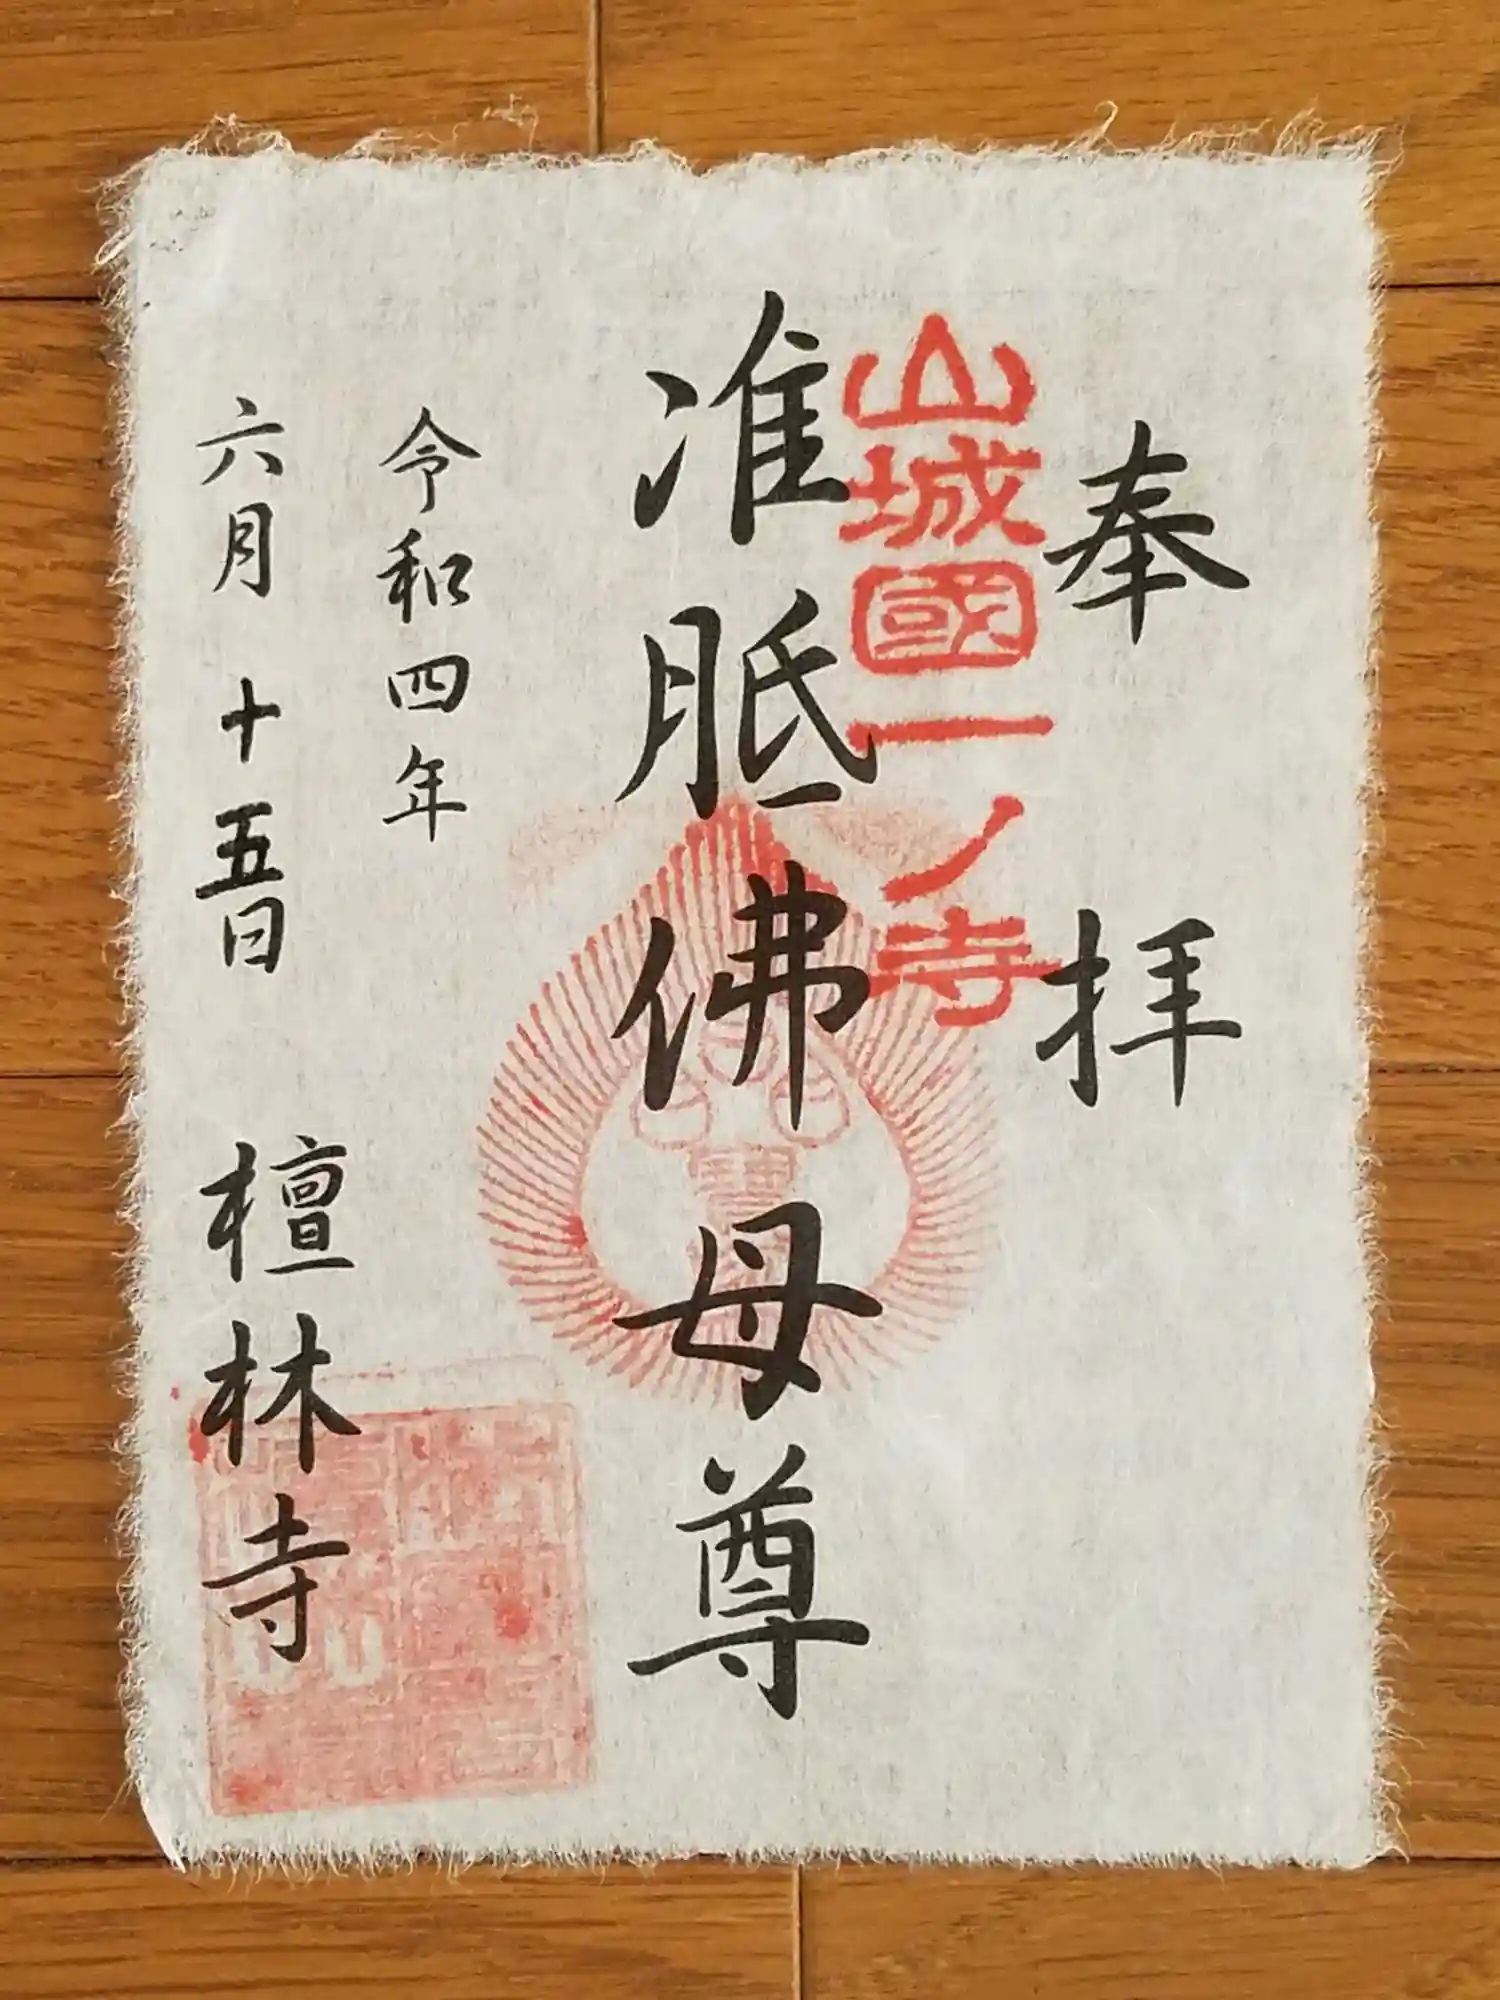 奉拝
山城國一ノ寺
准胝佛母尊
令和四年
六月十五日
檀林寺